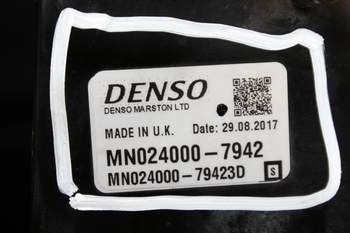 DENSO
DENSO MARSTON LTD
MADE IN U.K. Date: 29.08.2017
MN024000-7942
MN024000-79423D
S